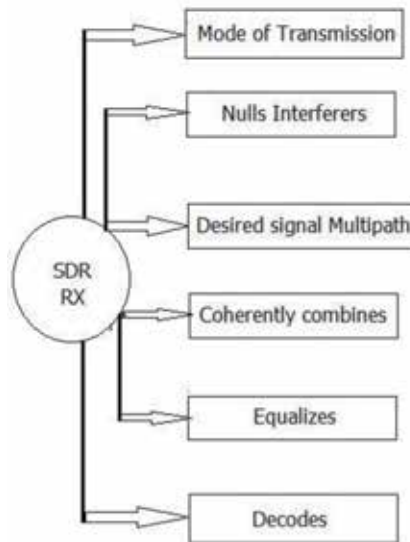 Mode of Transmission
Nulls Interferers
Desired signal Multipath
SDR
RX
Coherently combines
Equalizes
Decodes